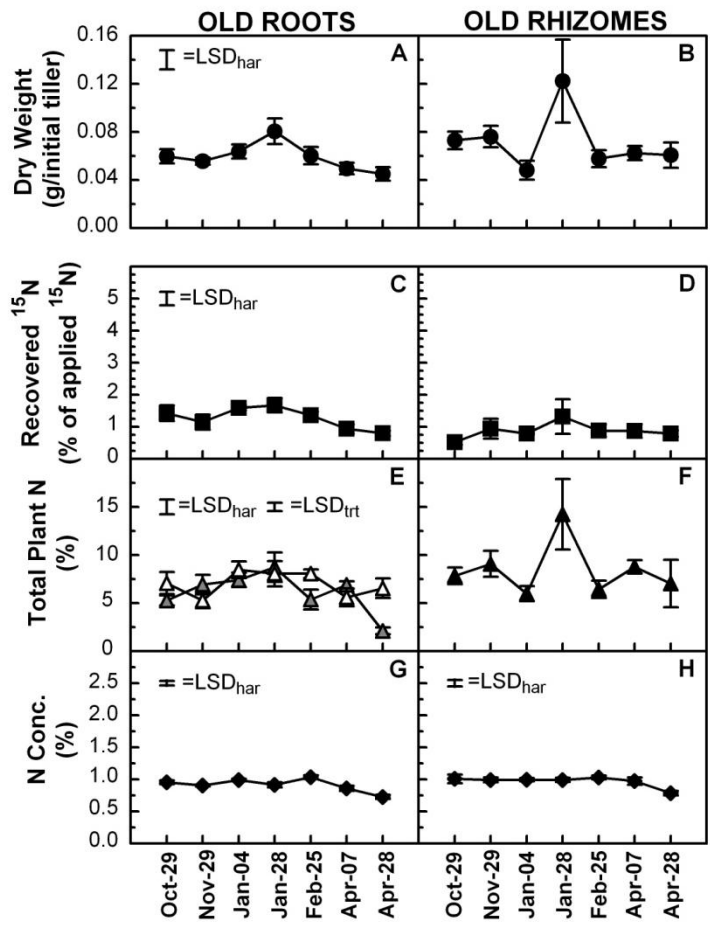 OLD ROOTS
OLD RHIZOMES
Dry Weight
(g/initial tiller)
0.16
0.12
0.08
0.04
0.00
=LSDhar
A
B
Recovered 15N
(% of applied 15N)
5
4
3
2
1
0
=LSDhar
C
D
Total Plant N
(%)
15
10
5
0
=LSDhar
=LSDtrt
E
F
N Conc.
(%)
2.5
2.0
1.5
1.0
0.5
0.0
=LSDhar
G
=LSDhar
H
Oct-29
Nov-29
Jan-04
Jan-28
Feb-25
Apr-07
Apr-28
Oct-29
Nov-29
Jan-04
Jan-28
Feb-25
Apr-07
Apr-28